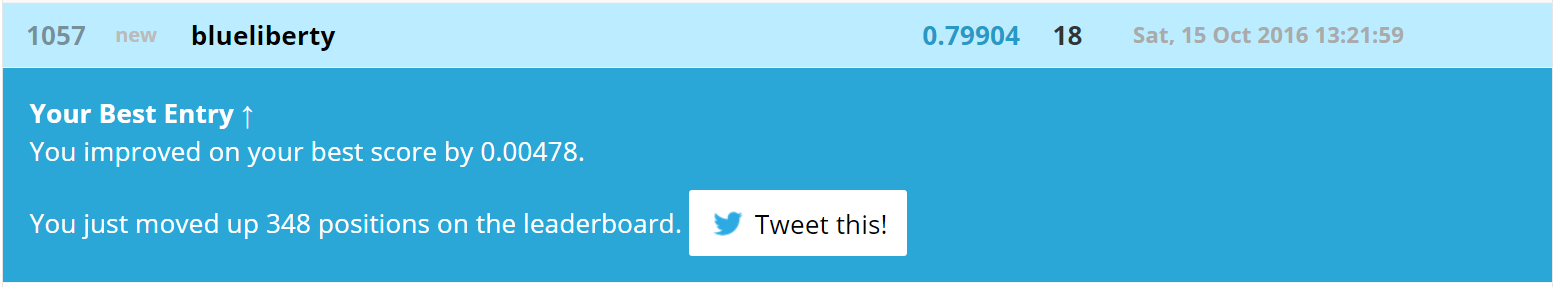 1057 new blueliberty 0.79904 18 Sat, 15 Oct 2016 13:21:59
Your Best Entry ↑
You improved on your best score by 0.00478.
You just moved up 348 positions on the leaderboard. Tweet this!